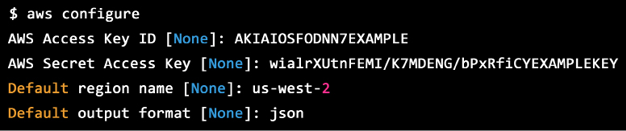 $ aws configure
AWS Access Key ID [None]: AKIAIOSFODNN7EXAMPLE
AWS Secret Access Key [None]: wialrXUtnFEMI/K7MDENG/bPxRfiCYEXAMPLEKEY
Default region name [None]: us-west-2
Default output format [None]: json